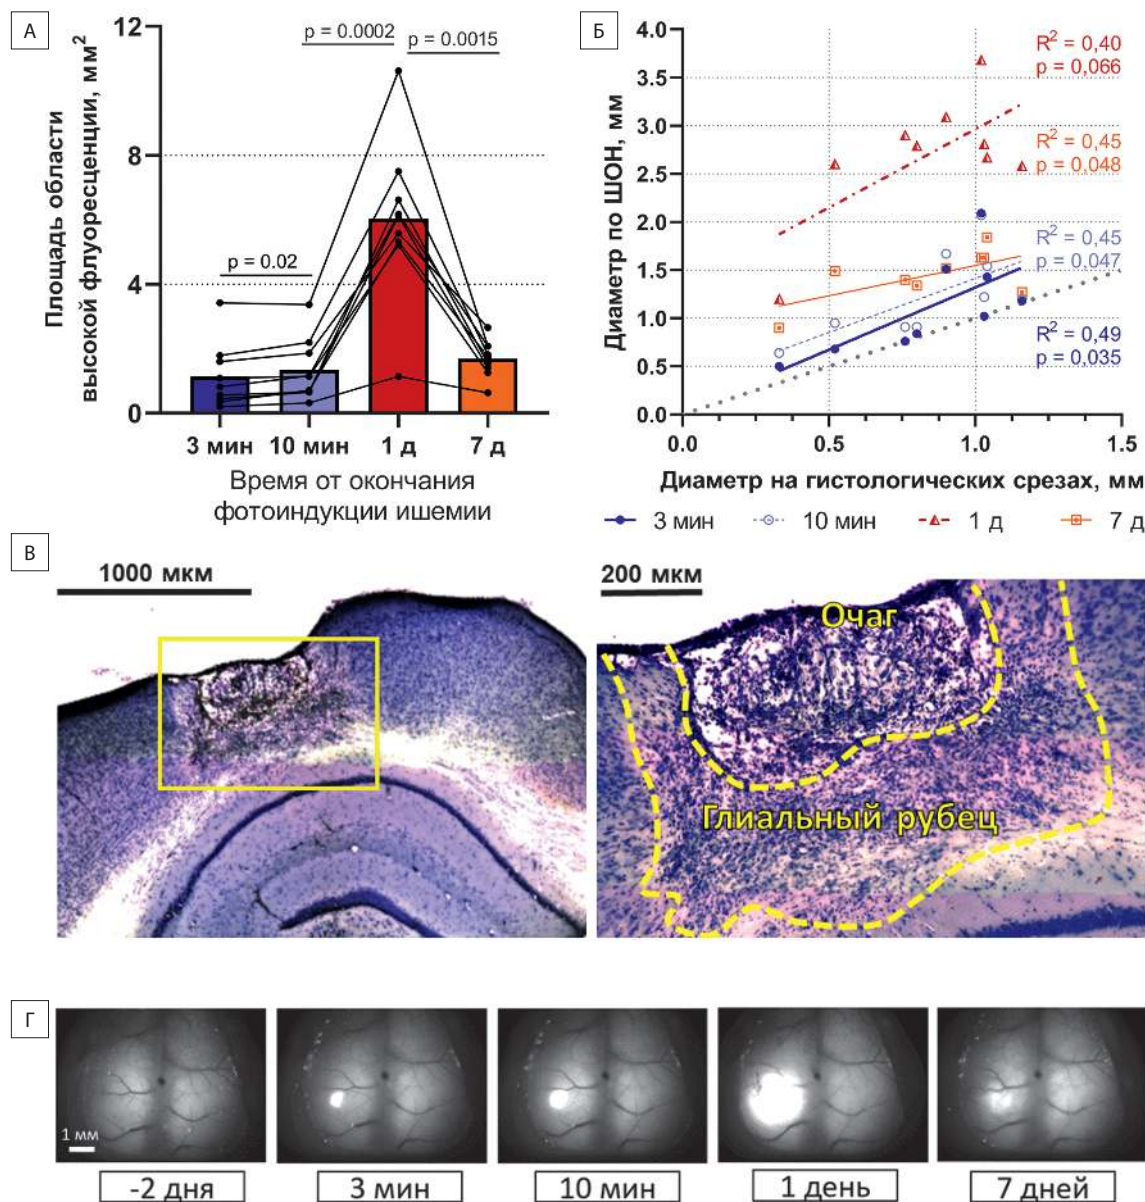 А
12
8
4
0
Площадь области
высокой флуоресценции, мм²
p = 0.02
p = 0.0002
p = 0.0015
3 мин
10 мин
1 д
7 д
Время от окончания
фотоиндукции ишемии
Б
4.0
3.5
3.0
2.5
2.0
1.5
1.0
0.5
0.0
Диаметр по ШОН, мм
R² = 0,40
p = 0,066
R² = 0,45
p = 0,048
R² = 0,45
p = 0,047
R² = 0,49
p = 0,035
0.0
0.5
1.0
1.5
Диаметр на гистологических срезах, мм
3 мин
10 мин
1 д
7 д
В
1000 мкм
200 мкм
Очаг
Глиальный рубец
Г
1 мм
-2 дня
3 мин
10 мин
1 день
7 дней